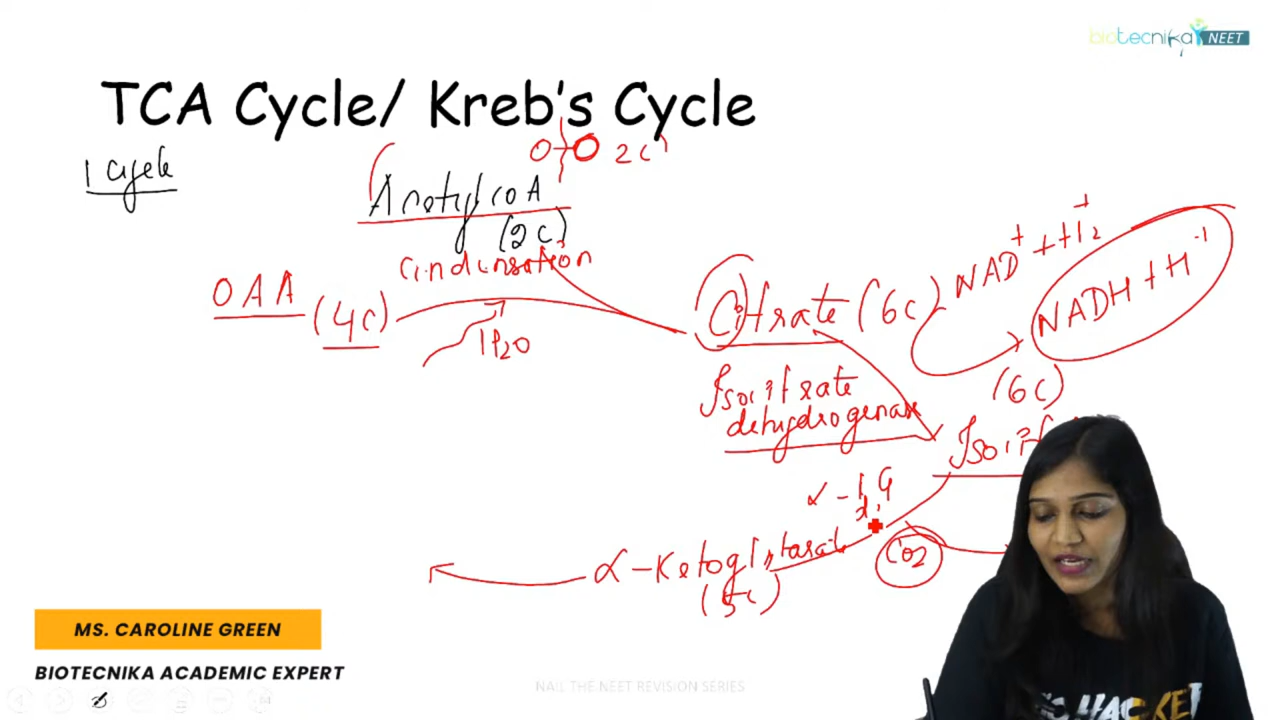 biotecnika NEET
TCA Cycle/ Kreb's Cycle
1 Cycle
2C
Acetyl coA
(2C)
condensation
OAA (4C)
H2O
Citrate (6C)
NAD+ + H2+
NADH + H+
Isocitrate
dehydrogenase
(6C)
α-KG
CO2
α-Ketoglutarate
(5C)
MS. CAROLINE GREEN
BIOTECNIKA ACADEMIC EXPERT
NAIL THE NEET REVISION SERIES